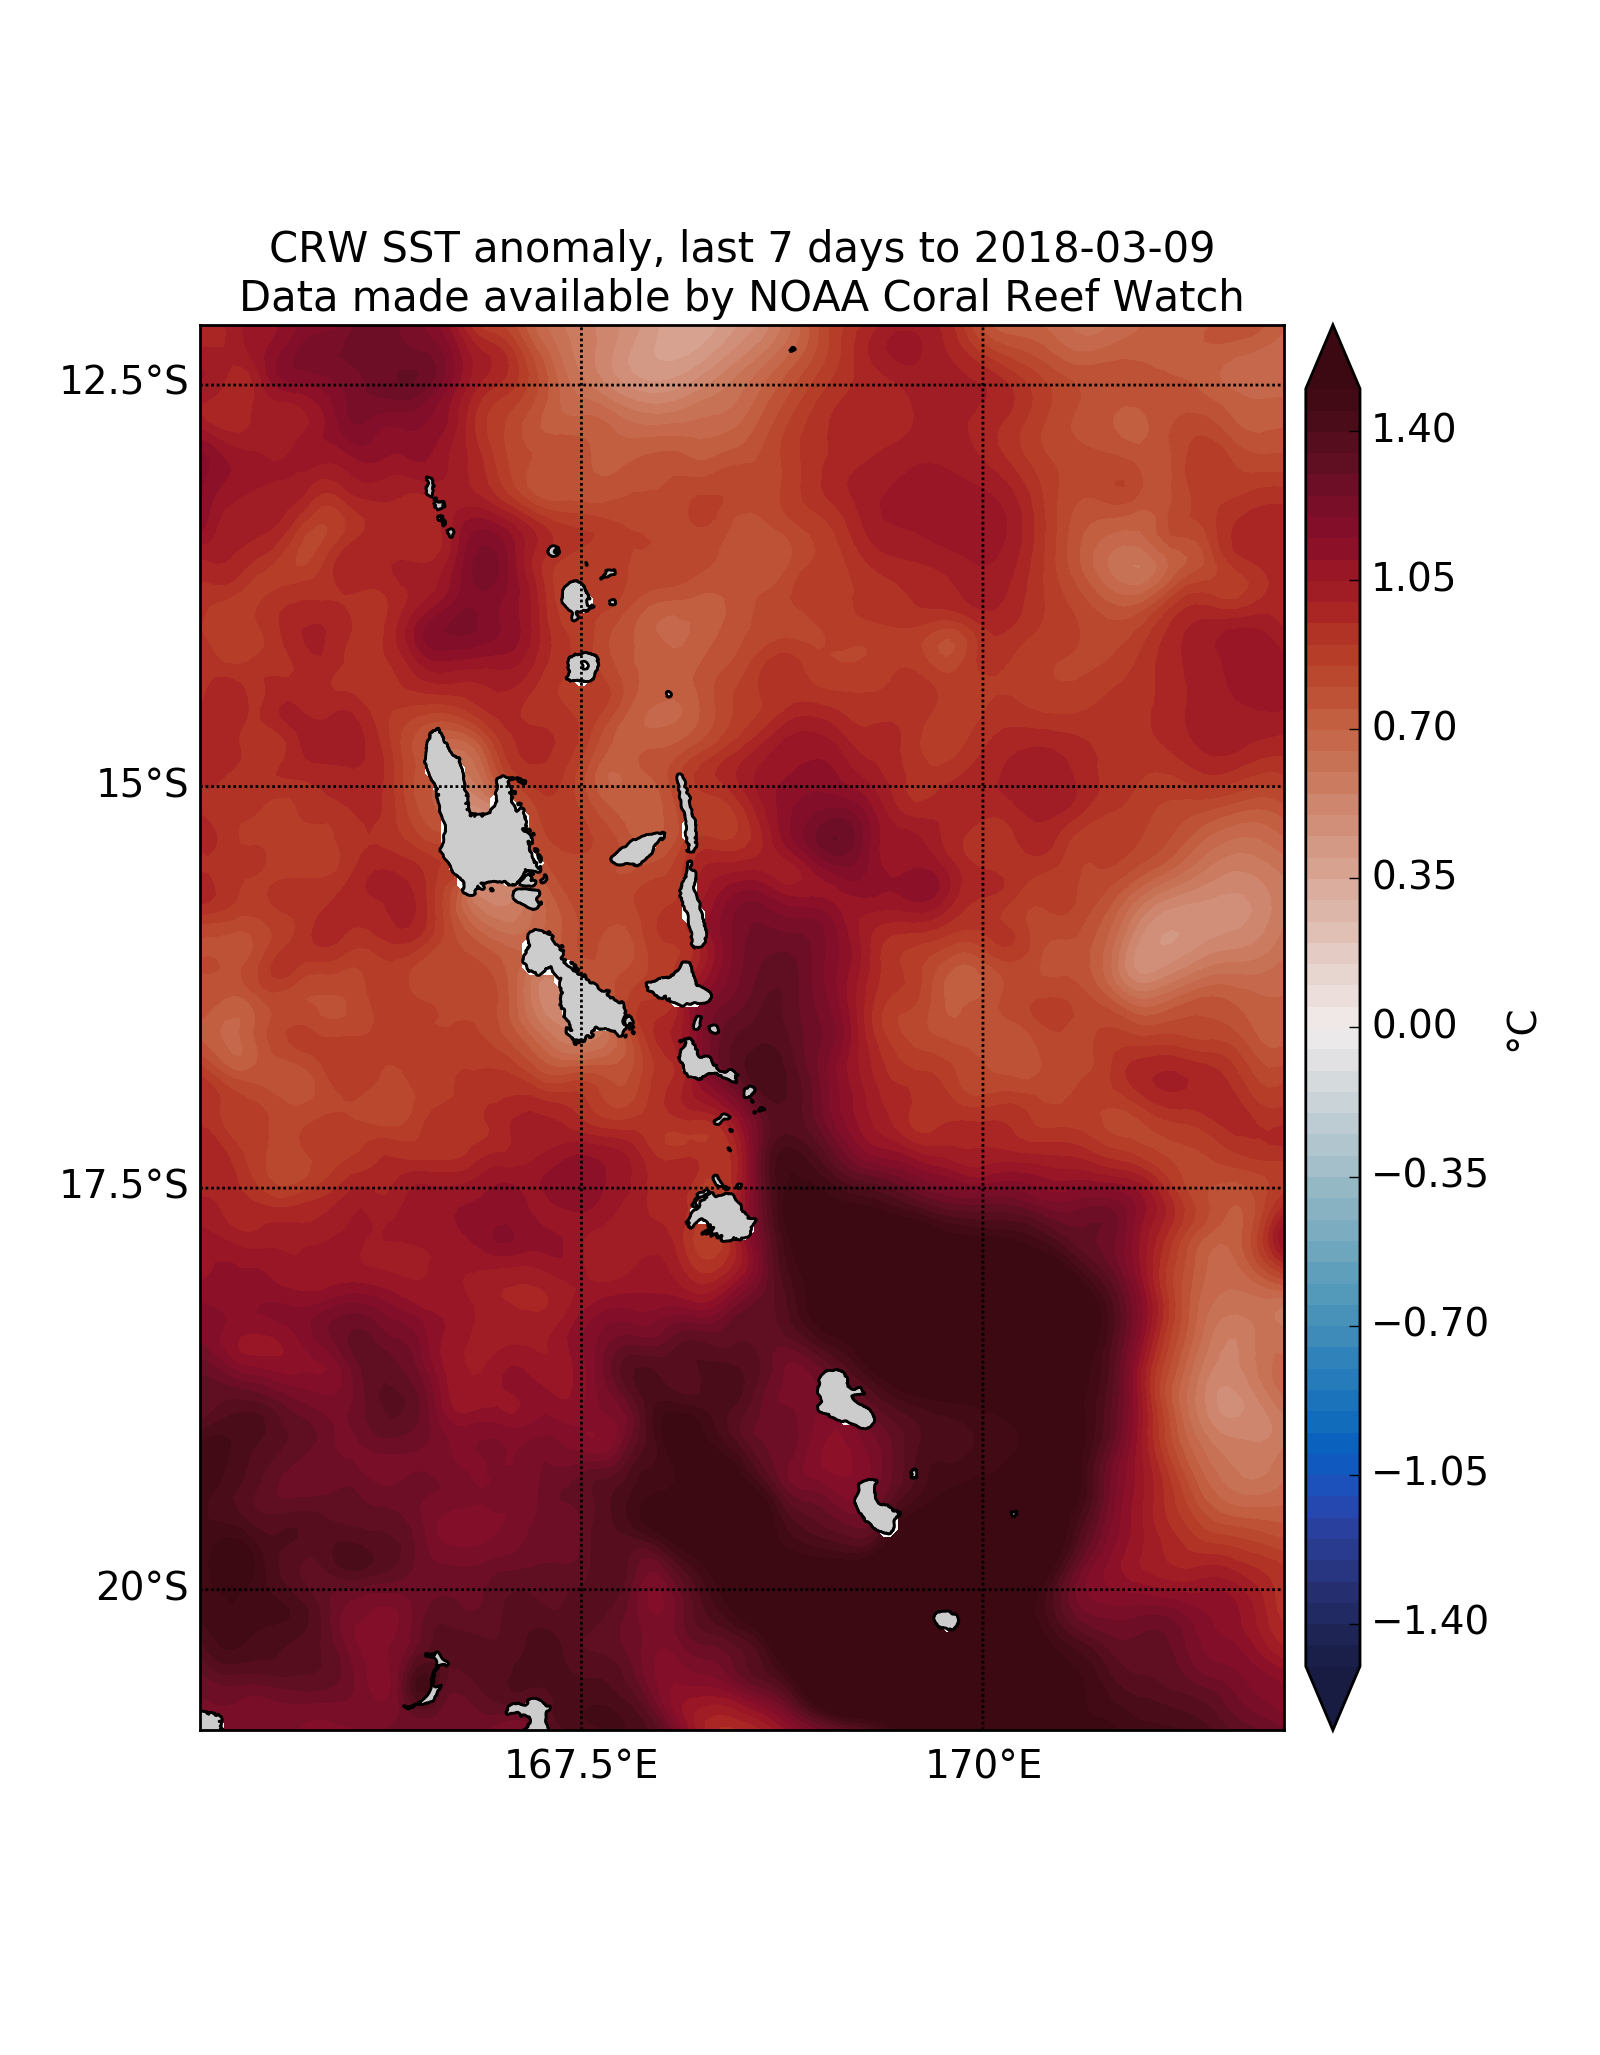 CRW SST anomaly, last 7 days to 2018-03-09
Data made available by NOAA Coral Reef Watch
12.5°S
15°S
17.5°S
20°S
167.5°E
170°E
1.40
1.05
0.70
0.35
0.00
−0.35
−0.70
−1.05
−1.40
°C